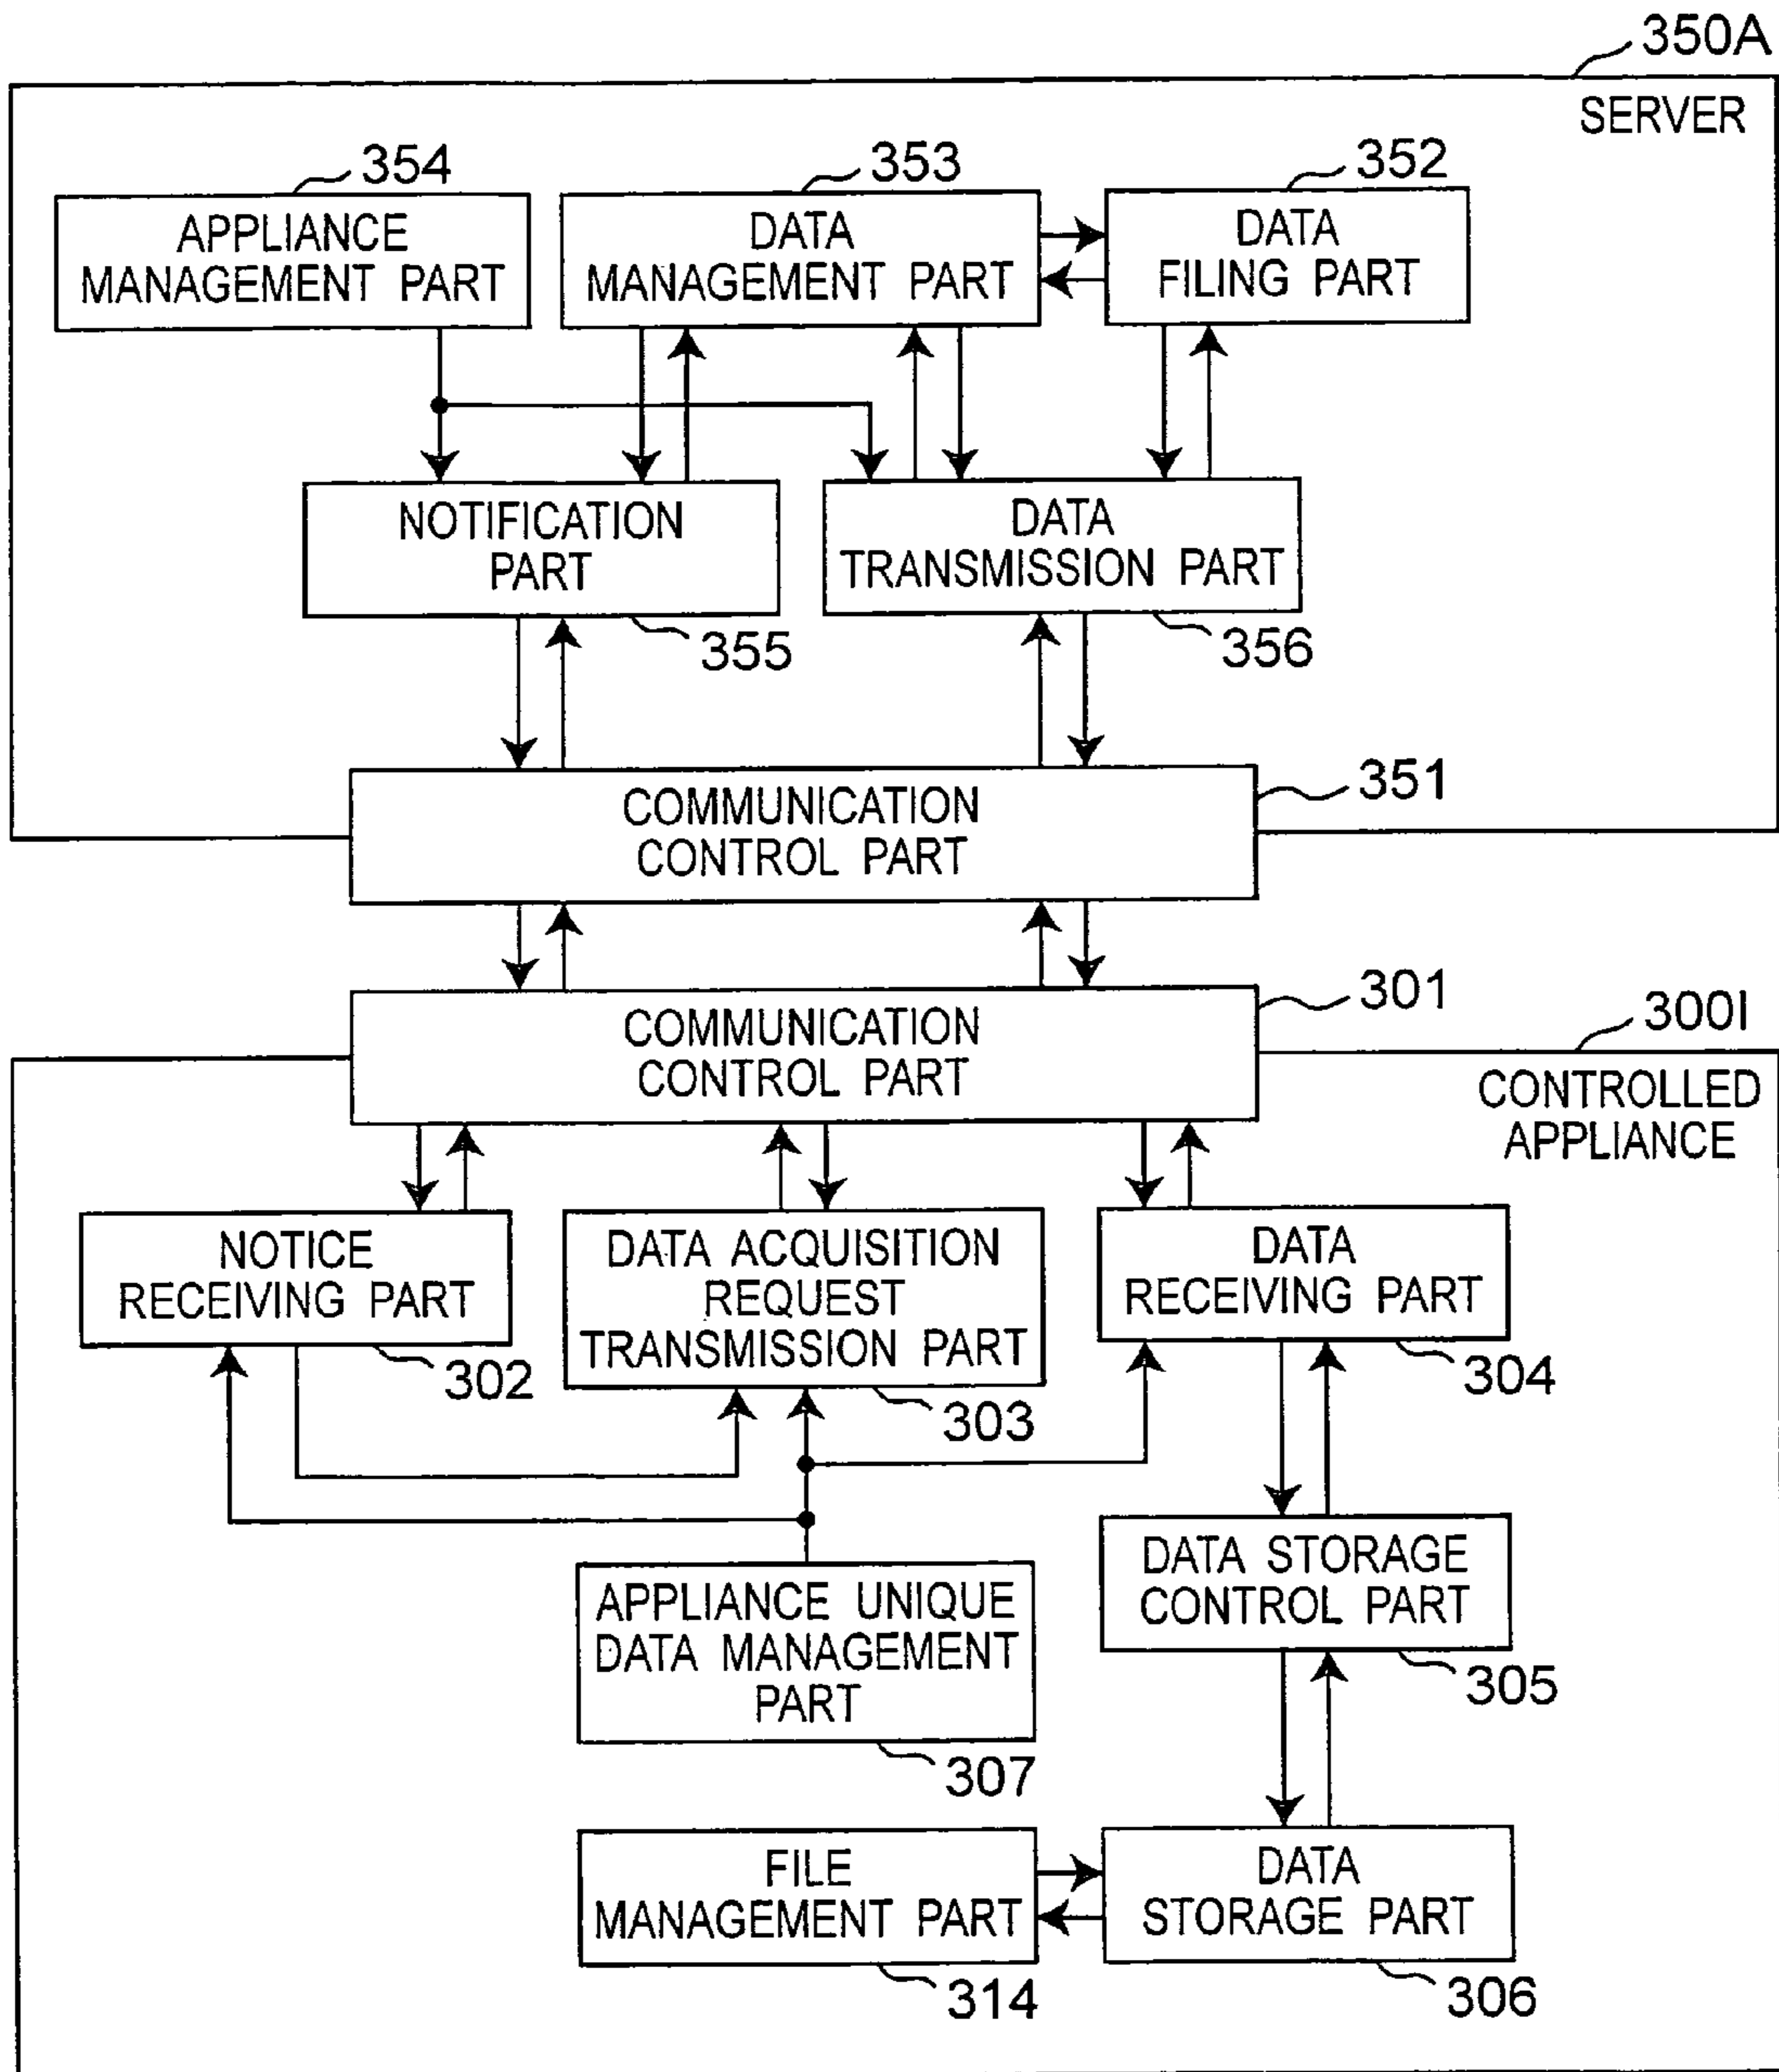 350A
SERVER
354
353
352
APPLIANCE
MANAGEMENT PART
DATA
MANAGEMENT PART
DATA
FILING PART
NOTIFICATION
PART
DATA
TRANSMISSION PART
355
356
COMMUNICATION
CONTROL PART
351
COMMUNICATION
CONTROL PART
301
300I
CONTROLLED
APPLIANCE
NOTICE
RECEIVING PART
DATA ACQUISITION
REQUEST
TRANSMISSION PART
DATA
RECEIVING PART
302
303
304
DATA STORAGE
CONTROL PART
305
APPLIANCE UNIQUE
DATA MANAGEMENT
PART
307
FILE
MANAGEMENT PART
DATA
STORAGE PART
314
306